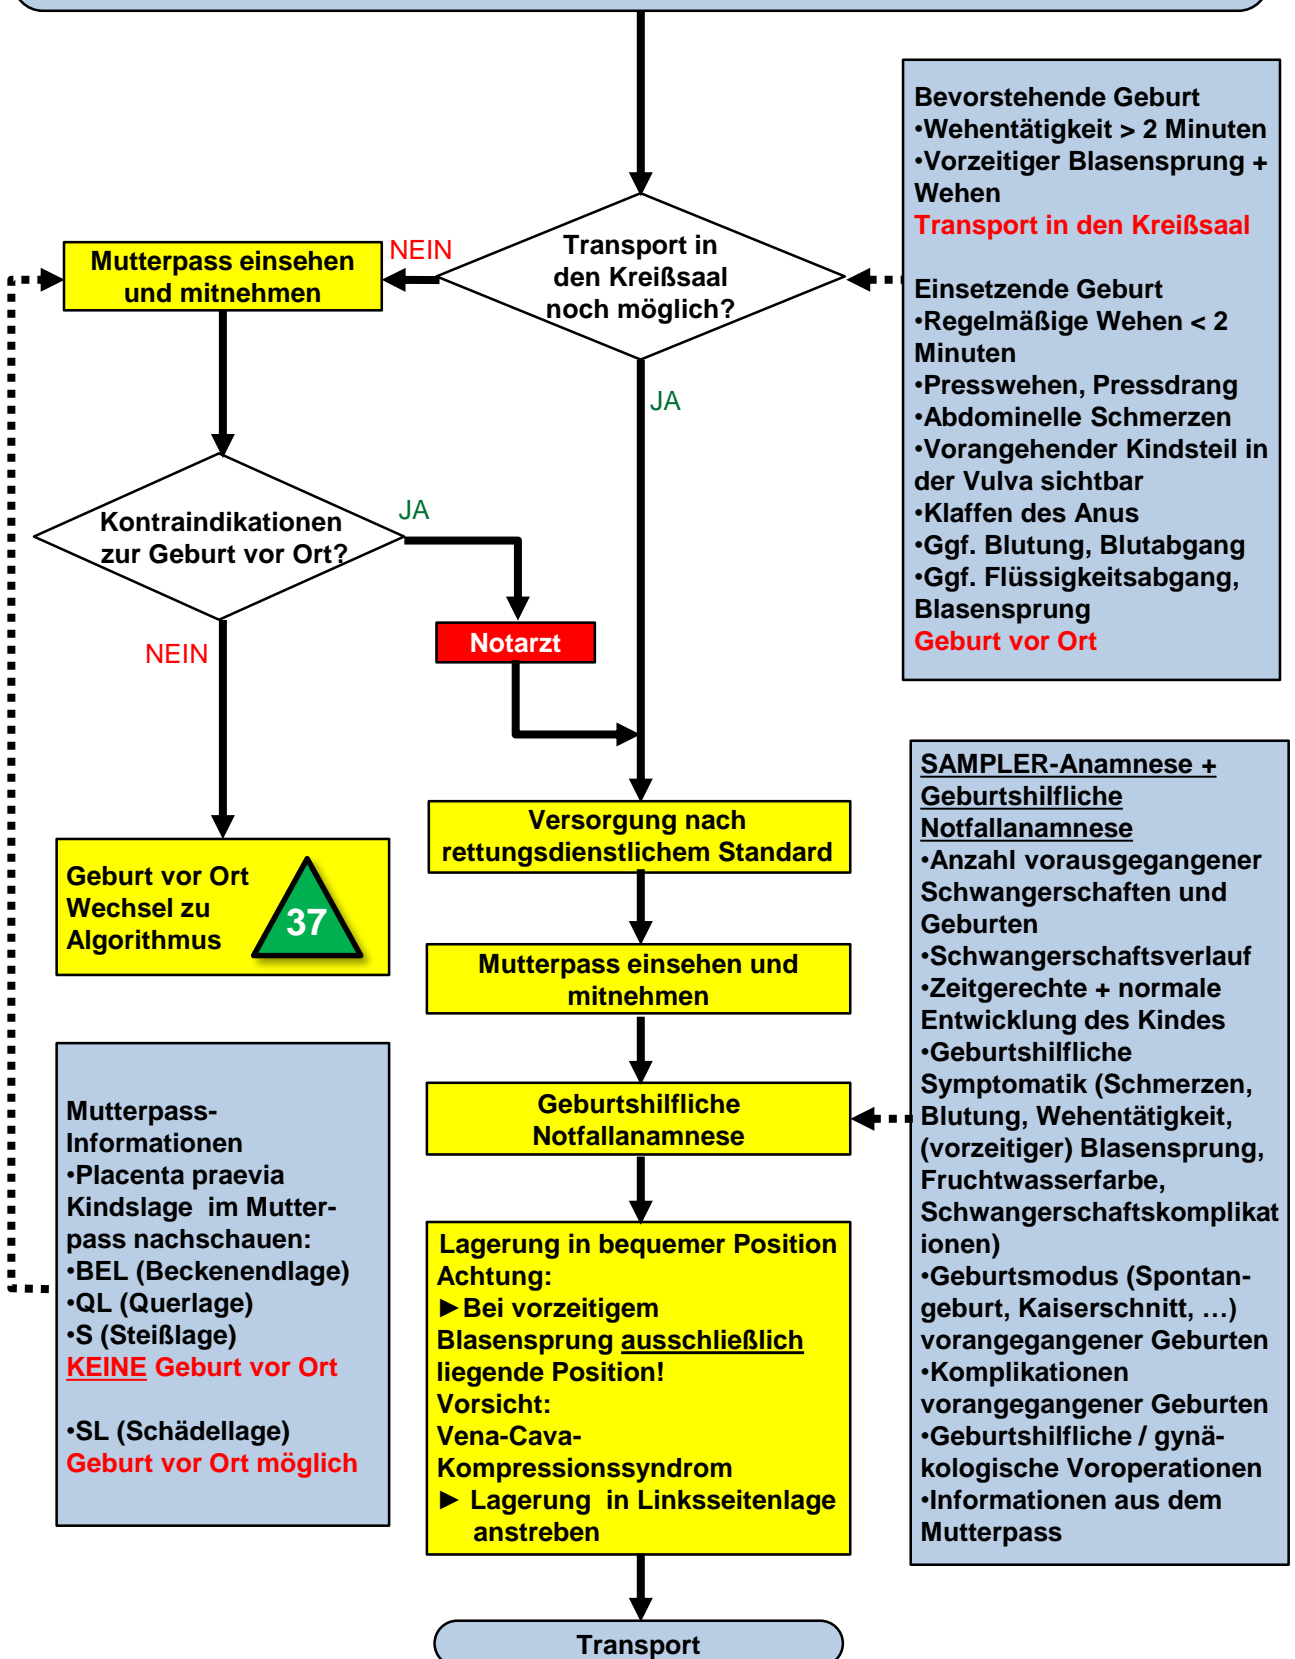 Bevorstehende Geburt
•Wehentätigkeit > 2 Minuten
•Vorzeitiger Blasensprung +
Wehen
Transport in den Kreißsaal
Einsetzende Geburt
•Regelmäßige Wehen < 2
Minuten
•Presswehen, Pressdrang
•Abdominelle Schmerzen
•Vorangehender Kindsteil in
der Vulva sichtbar
•Klaffen des Anus
•Ggf. Blutung, Blutabgang
•Ggf. Flüssigkeitsabgang,
Blasensprung
Geburt vor Ort
Transport in
den Kreißsaal
noch möglich?
NEIN
JA
Mutterpass einsehen
und mitnehmen
Kontraindikationen
zur Geburt vor Ort?
JA
NEIN
Notarzt
Geburt vor Ort
Wechsel zu
Algorithmus
37
Versorgung nach
rettungsdienstlichem Standard
Mutterpass einsehen und
mitnehmen
Geburtshilfliche
Notfallanamnese
SAMPLER-Anamnese +
Geburtshilfliche
Notfallanamnese
•Anzahl vorausgegangener
Schwangerschaften und
Geburten
•Schwangerschaftsverlauf
•Zeitgerechte + normale
Entwicklung des Kindes
•Geburtshilfliche
Symptomatik (Schmerzen,
Blutung, Wehentätigkeit,
(vorzeitiger) Blasensprung,
Fruchtwasserfarbe,
Schwangerschaftskomplikat
ionen)
•Geburtsmodus (Spontan-
geburt, Kaiserschnitt, …)
vorangegangener Geburten
•Komplikationen
vorangegangener Geburten
•Geburtshilfliche / gynä-
kologische Voroperationen
•Informationen aus dem
Mutterpass
Mutterpass-
Informationen
•Placenta praevia
Kindslage im Mutter-
pass nachschauen:
•BEL (Beckenendlage)
•QL (Querlage)
•S (Steißlage)
KEINE Geburt vor Ort
•SL (Schädellage)
Geburt vor Ort möglich
Lagerung in bequemer Position
Achtung:
►Bei vorzeitigem
Blasensprung ausschließlich
liegende Position!
Vorsicht:
Vena-Cava-
Kompressionssyndrom
► Lagerung in Linksseitenlage
anstreben
Transport